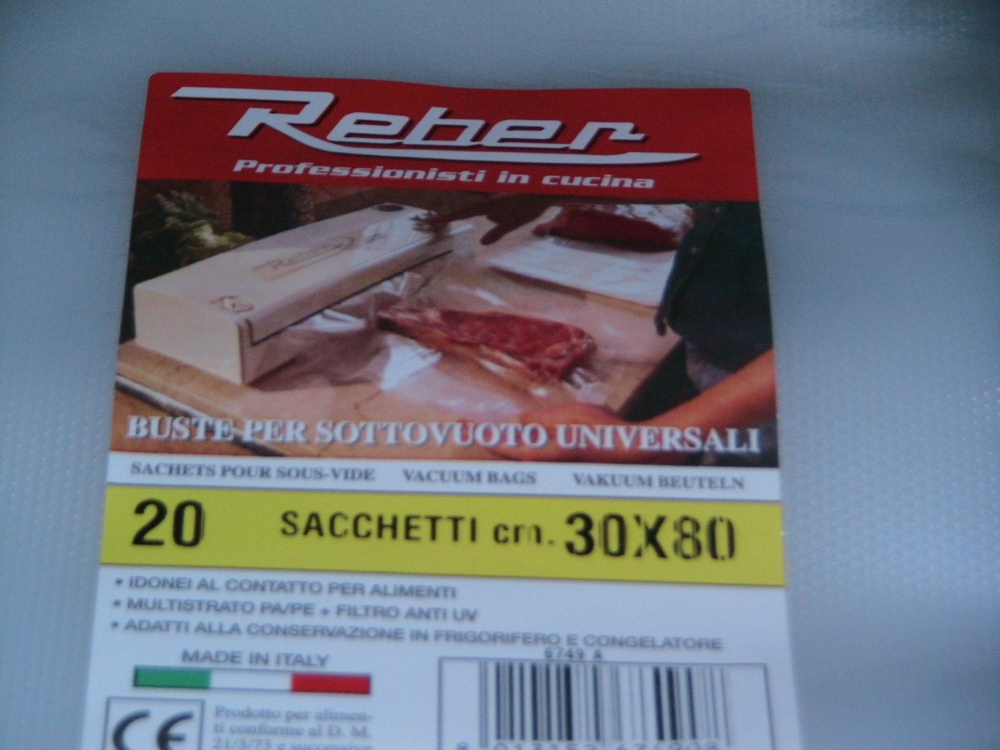 Reber
Professionisti in cucina
BUSTE PER SOTTOVUOTO UNIVERSALI
SACHETS POUR SOUS-VIDE VACUUM BAGS VAKUUM BEUTELN
20 SACCHETTI cm. 30X80
• IDONEI AL CONTATTO PER ALIMENTI
• MULTISTRATO PA/PE + FILTRO ANTI UV
• ADATTI ALLA CONSERVAZIONE IN FRIGORIFERO E CONGELATORE
6749 A
MADE IN ITALY
CE
Prodotto per alimen-
ti conforme al D. M.
21/3/73 e successive